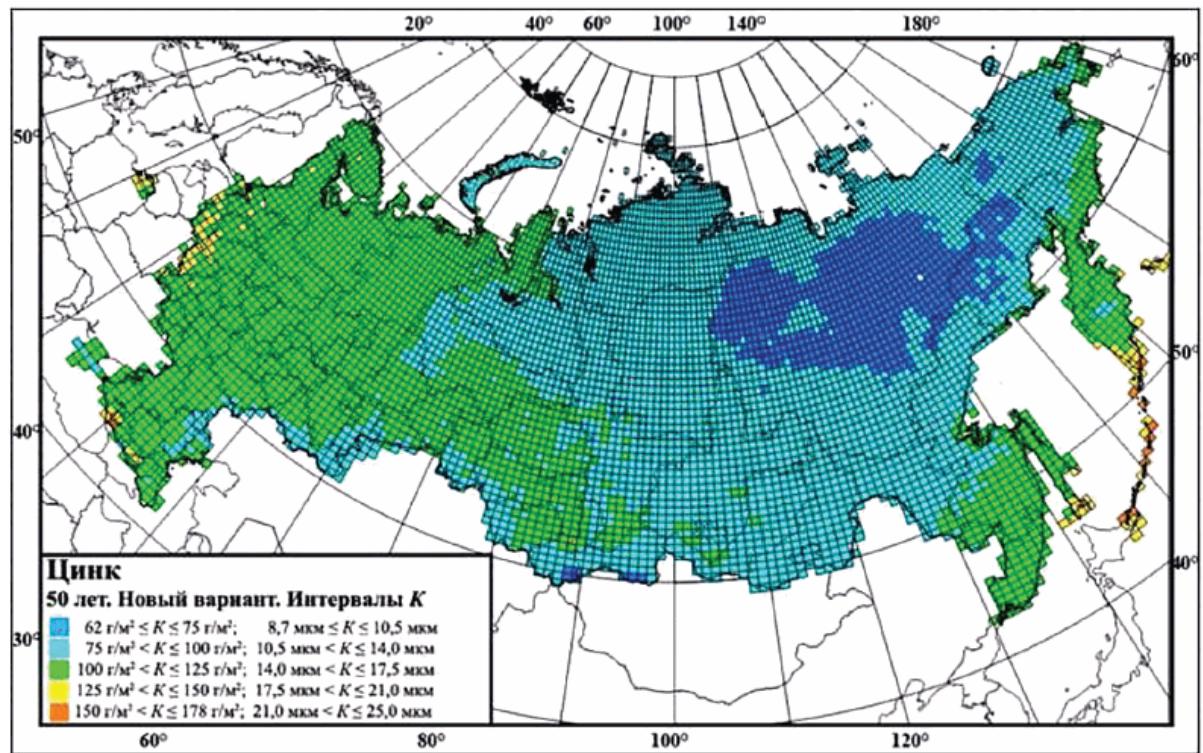 20° 40° 60° 100° 140° 180°
60°
50°
50°
40°
40°
30°
Цинк
50 лет. Новый вариант. Интервалы K
62 г/м² ≤ K ≤ 75 г/м²; 8,7 мкм ≤ K ≤ 10,5 мкм
75 г/м² < K ≤ 100 г/м²; 10,5 мкм < K ≤ 14,0 мкм
100 г/м² < K ≤ 125 г/м²; 14,0 мкм < K ≤ 17,5 мкм
125 г/м² < K ≤ 150 г/м²; 17,5 мкм < K ≤ 21,0 мкм
150 г/м² < K ≤ 178 г/м²; 21,0 мкм < K ≤ 25,0 мкм
60° 80° 100° 120°